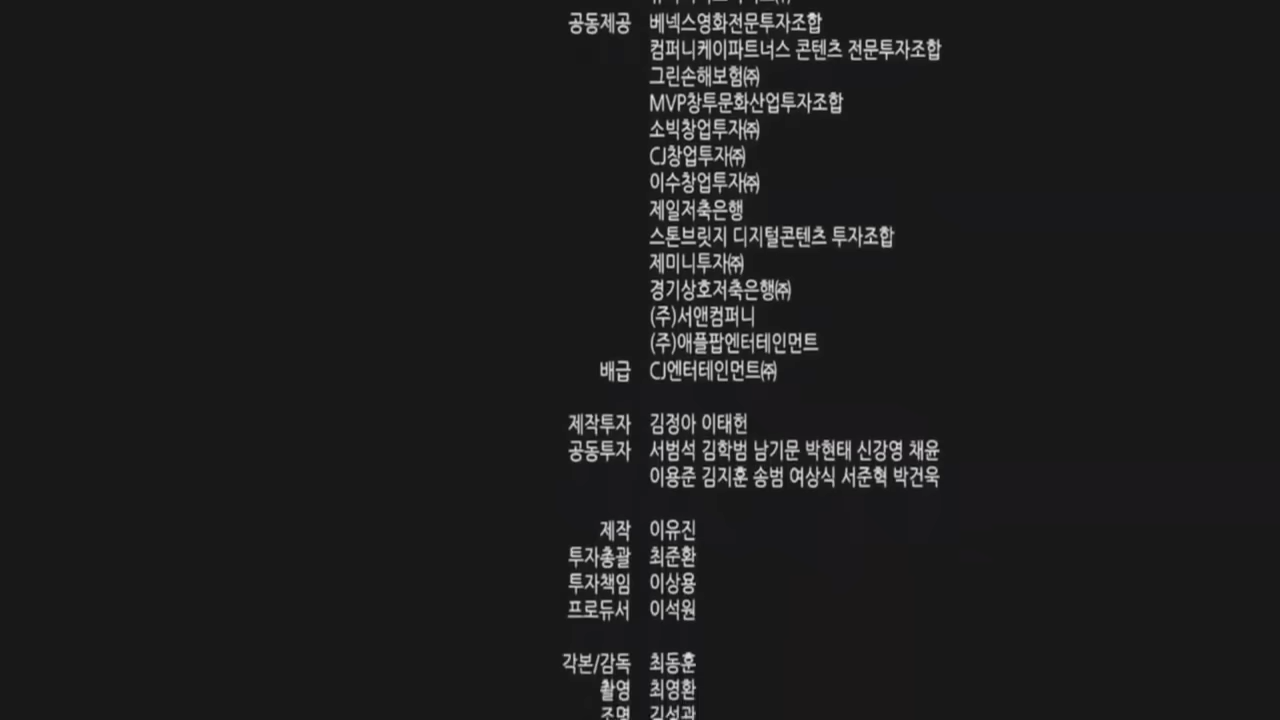 공동제공 베넥스영화전문투자조합
컴퍼니케이파트너스 콘텐츠 전문투자조합
그린손해보험㈜
MVP창투문화산업투자조합
소빅창업투자㈜
CJ창업투자㈜
이수창업투자㈜
제일저축은행
스톤브릿지 디지털콘텐츠 투자조합
제미니투자㈜
경기상호저축은행㈜
(주)서앤컴퍼니
(주)애플팝엔터테인먼트
배급 CJ엔터테인먼트㈜
제작투자 김정아 이태헌
공동투자 서범석 김학범 남기문 박현태 신강영 채윤
이용준 김지훈 송범 여상식 서준혁 박건욱
제작 이유진
투자총괄 최준환
투자책임 이상용
프로듀서 이석원
각본/감독 최동훈
촬영 최영환
조명 김성관